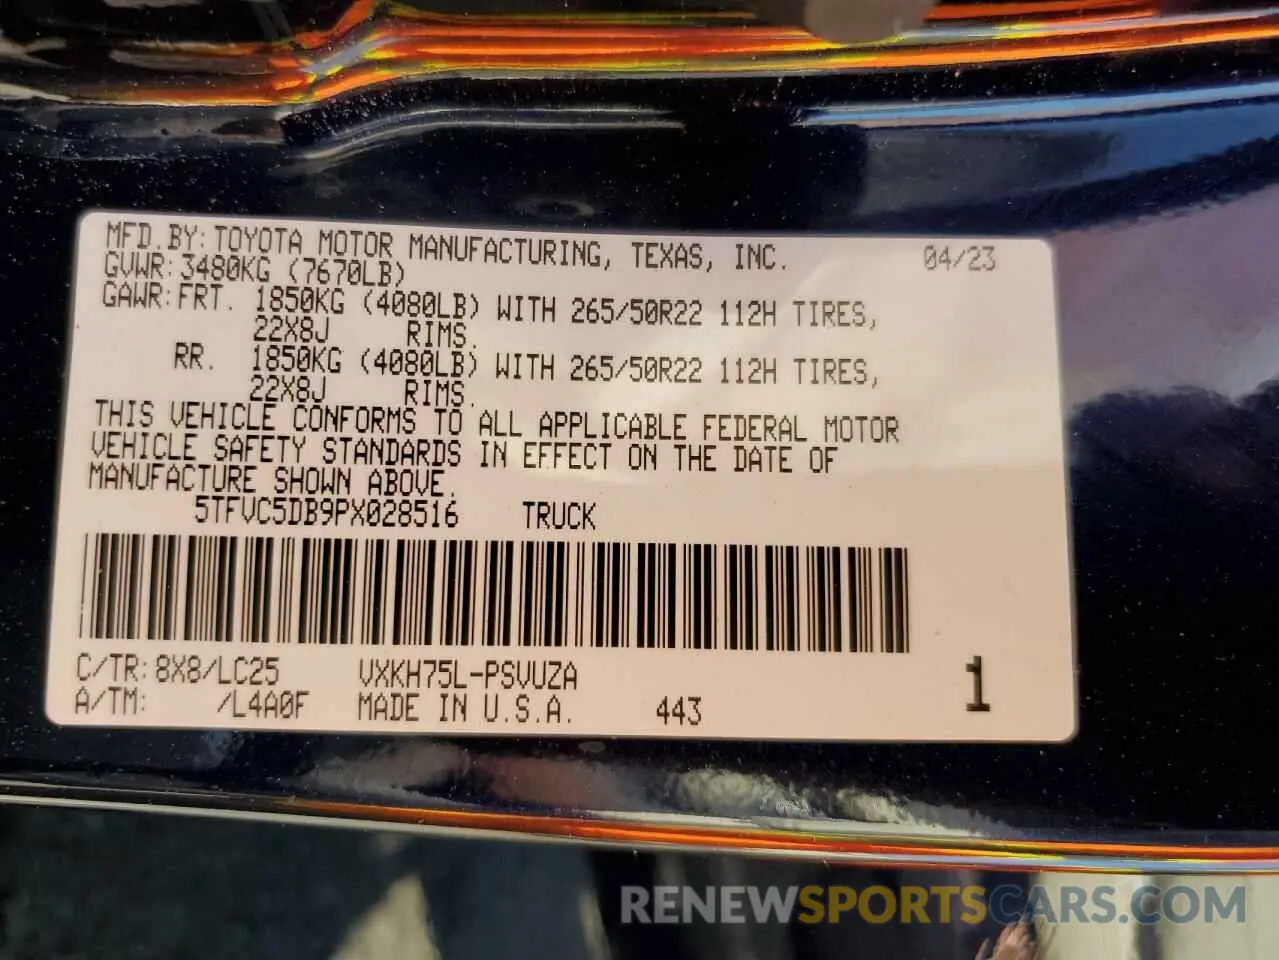 MFD.BY:TOYOTA MOTOR MANUFACTURING, TEXAS, INC. 04/23
GVWR:3480KG (7670LB)
GAWR:FRT. 1850KG (4080LB) WITH 265/50R22 112H TIRES,
22X8J RIMS.
RR. 1850KG (4080LB) WITH 265/50R22 112H TIRES,
22X8J RIMS.
THIS VEHICLE CONFORMS TO ALL APPLICABLE FEDERAL MOTOR
VEHICLE SAFETY STANDARDS IN EFFECT ON THE DATE OF
MANUFACTURE SHOWN ABOVE.
5TFVC5DB9PX028516 TRUCK
C/TR:8X8/LC25 VXKH75L-PSVUZA 1
A/TM: /L4A0F MADE IN U.S.A. 443
RENEWSPORTSCARS.COM